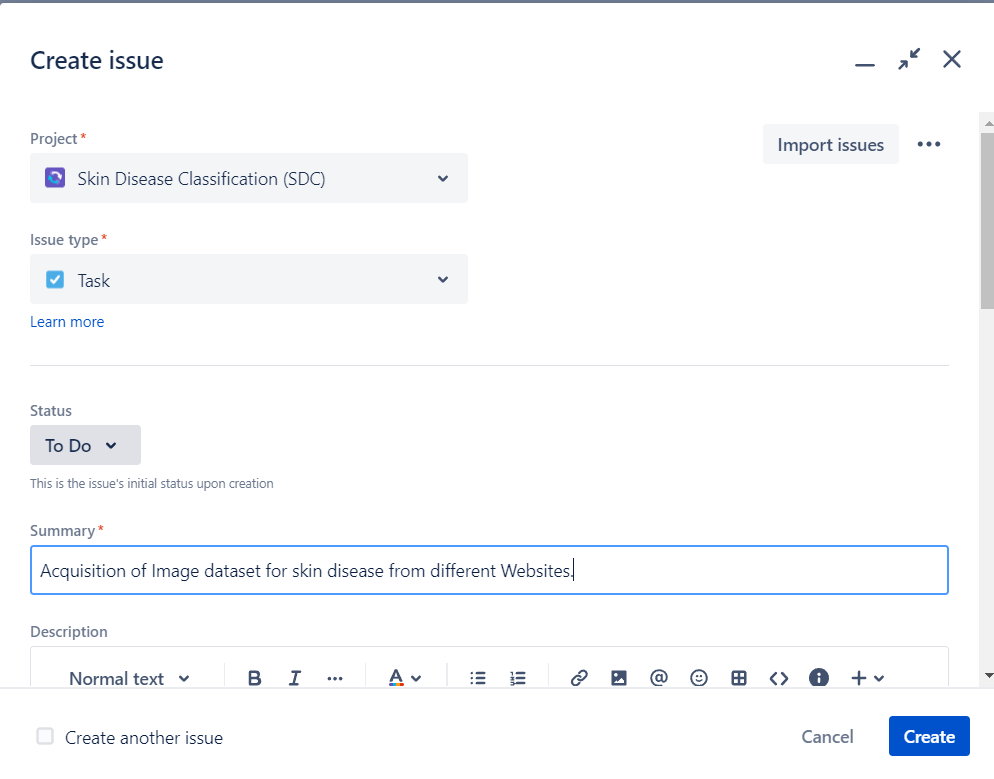 Create issue
Project *
Import issues
Skin Disease Classification (SDC)
Issue type *
Task
Learn more
Status
To Do
This is the issue's initial status upon creation
Summary *
Acquisition of Image dataset for skin disease from different Websites.
Description
Normal text B I ... A @ <> i +
Create another issue
Cancel Create